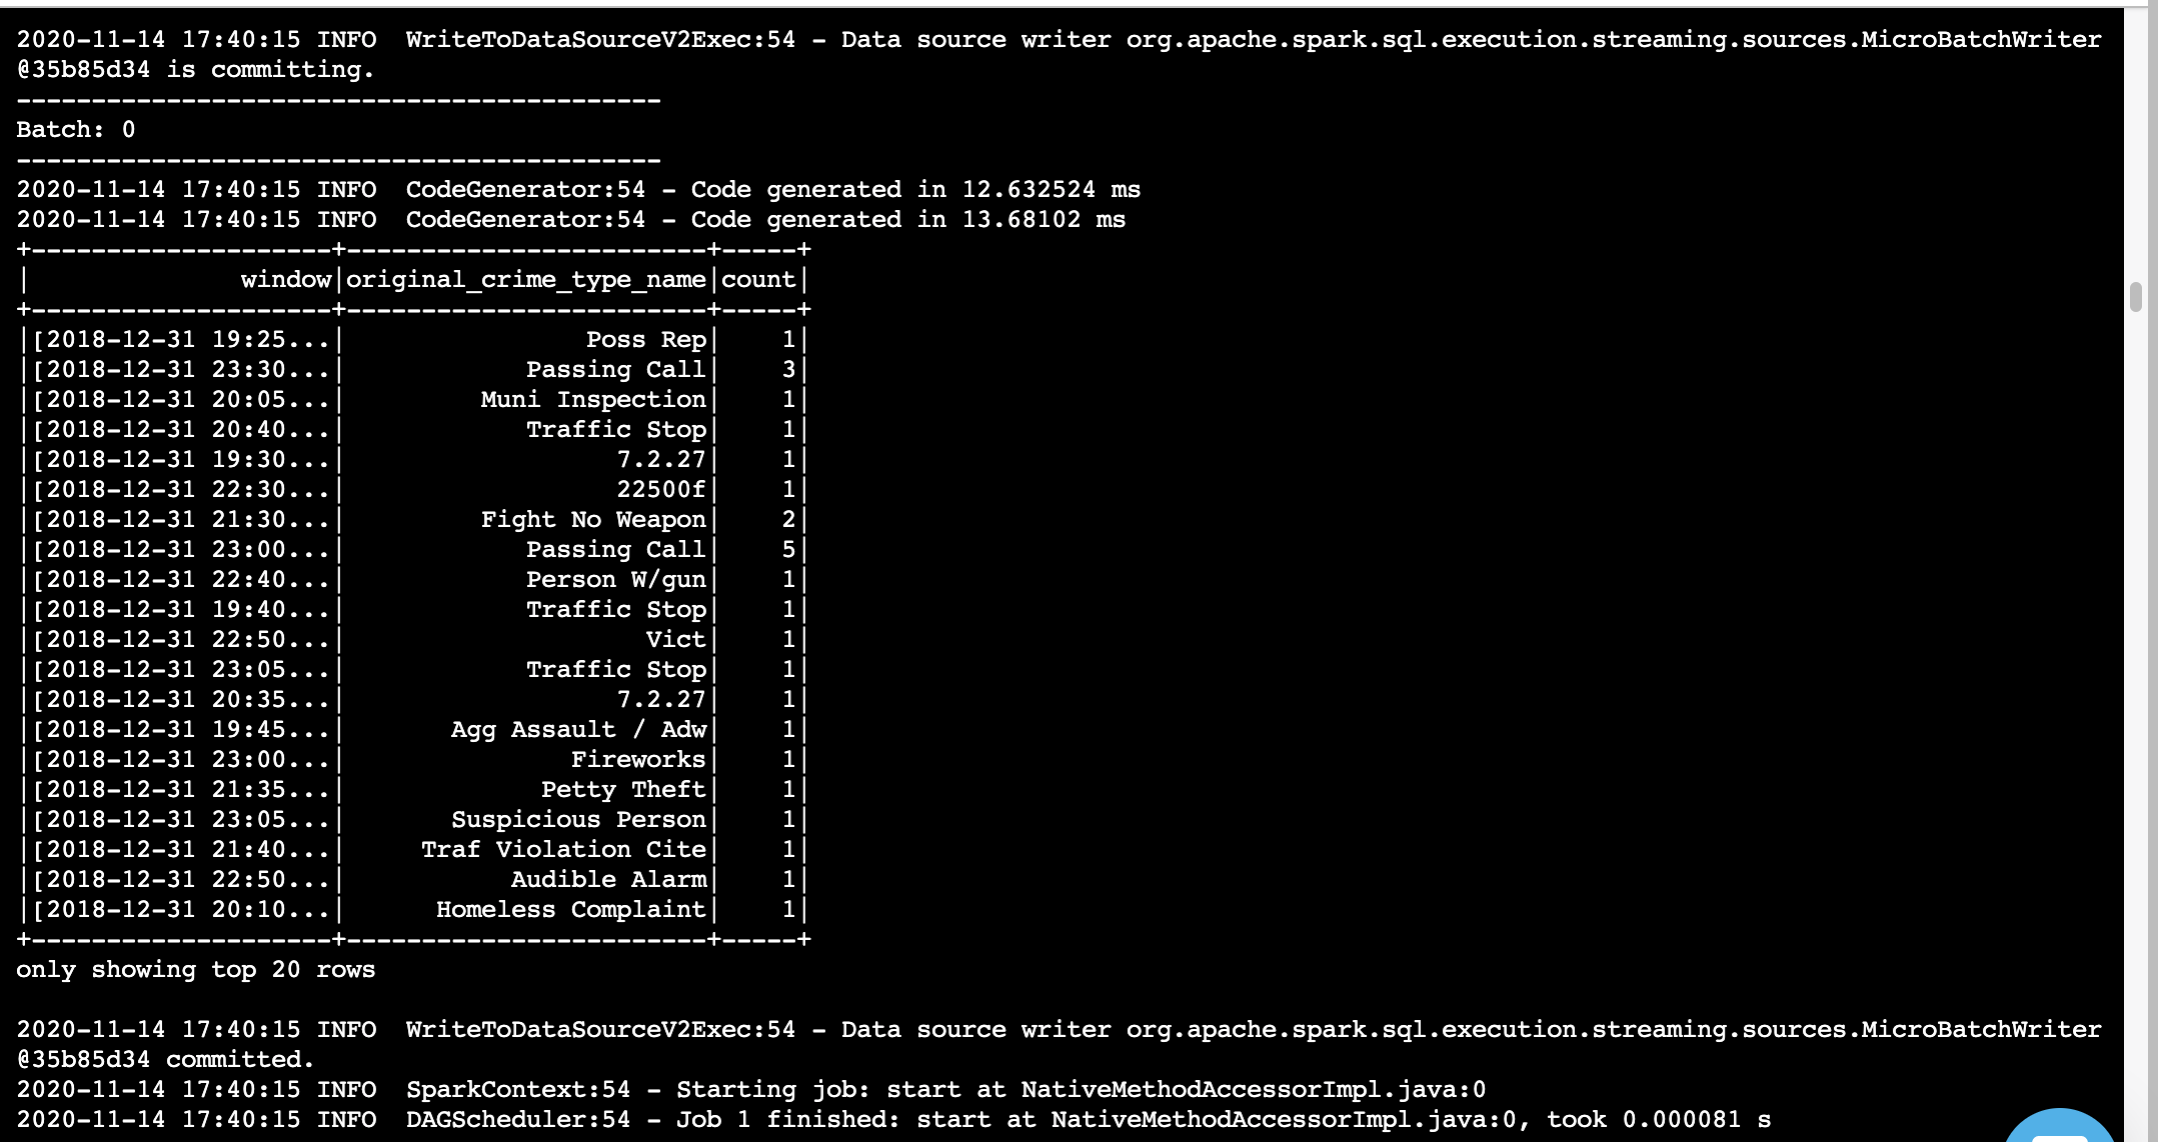 2020-11-14 17:40:15 INFO  WriteToDataSourceV2Exec:54 - Data source writer org.apache.spark.sql.execution.streaming.sources.MicroBatchWriter
@35b85d34 is committing.
-------------------------------------------
Batch: 0
-------------------------------------------
2020-11-14 17:40:15 INFO  CodeGenerator:54 - Code generated in 12.632524 ms
2020-11-14 17:40:15 INFO  CodeGenerator:54 - Code generated in 13.68102 ms
+--------------------+------------------------+-----+
|              window|original_crime_type_name|count|
+--------------------+------------------------+-----+
|[2018-12-31 19:25...|                Poss Rep|    1|
|[2018-12-31 23:30...|            Passing Call|    3|
|[2018-12-31 20:05...|         Muni Inspection|    1|
|[2018-12-31 20:40...|            Traffic Stop|    1|
|[2018-12-31 19:30...|                  7.2.27|    1|
|[2018-12-31 22:30...|                  22500f|    1|
|[2018-12-31 21:30...|         Fight No Weapon|    2|
|[2018-12-31 23:00...|            Passing Call|    5|
|[2018-12-31 22:40...|            Person W/gun|    1|
|[2018-12-31 19:40...|            Traffic Stop|    1|
|[2018-12-31 22:50...|                    Vict|    1|
|[2018-12-31 23:05...|            Traffic Stop|    1|
|[2018-12-31 20:35...|                  7.2.27|    1|
|[2018-12-31 19:45...|       Agg Assault / Adw|    1|
|[2018-12-31 23:00...|               Fireworks|    1|
|[2018-12-31 21:35...|             Petty Theft|    1|
|[2018-12-31 23:05...|       Suspicious Person|    1|
|[2018-12-31 21:40...|     Traf Violation Cite|    1|
|[2018-12-31 22:50...|           Audible Alarm|    1|
|[2018-12-31 20:10...|      Homeless Complaint|    1|
+--------------------+------------------------+-----+
only showing top 20 rows
2020-11-14 17:40:15 INFO  WriteToDataSourceV2Exec:54 - Data source writer org.apache.spark.sql.execution.streaming.sources.MicroBatchWriter
@35b85d34 committed.
2020-11-14 17:40:15 INFO  SparkContext:54 - Starting job: start at NativeMethodAccessorImpl.java:0
2020-11-14 17:40:15 INFO  DAGScheduler:54 - Job 1 finished: start at NativeMethodAccessorImpl.java:0, took 0.000081 s